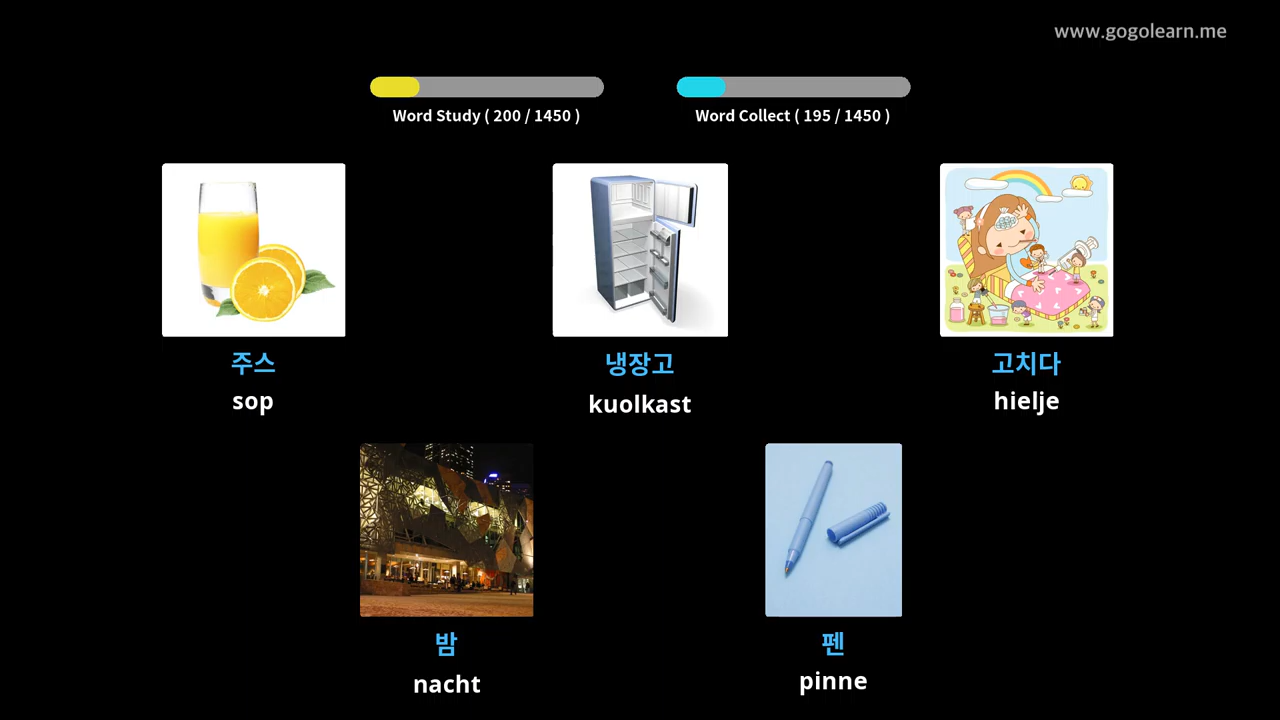 www.gogolearn.me
Word Study ( 200 / 1450 )
Word Collect ( 195 / 1450 )
주스
sop
냉장고
kuolkast
고치다
hielje
밤
nacht
펜
pinne